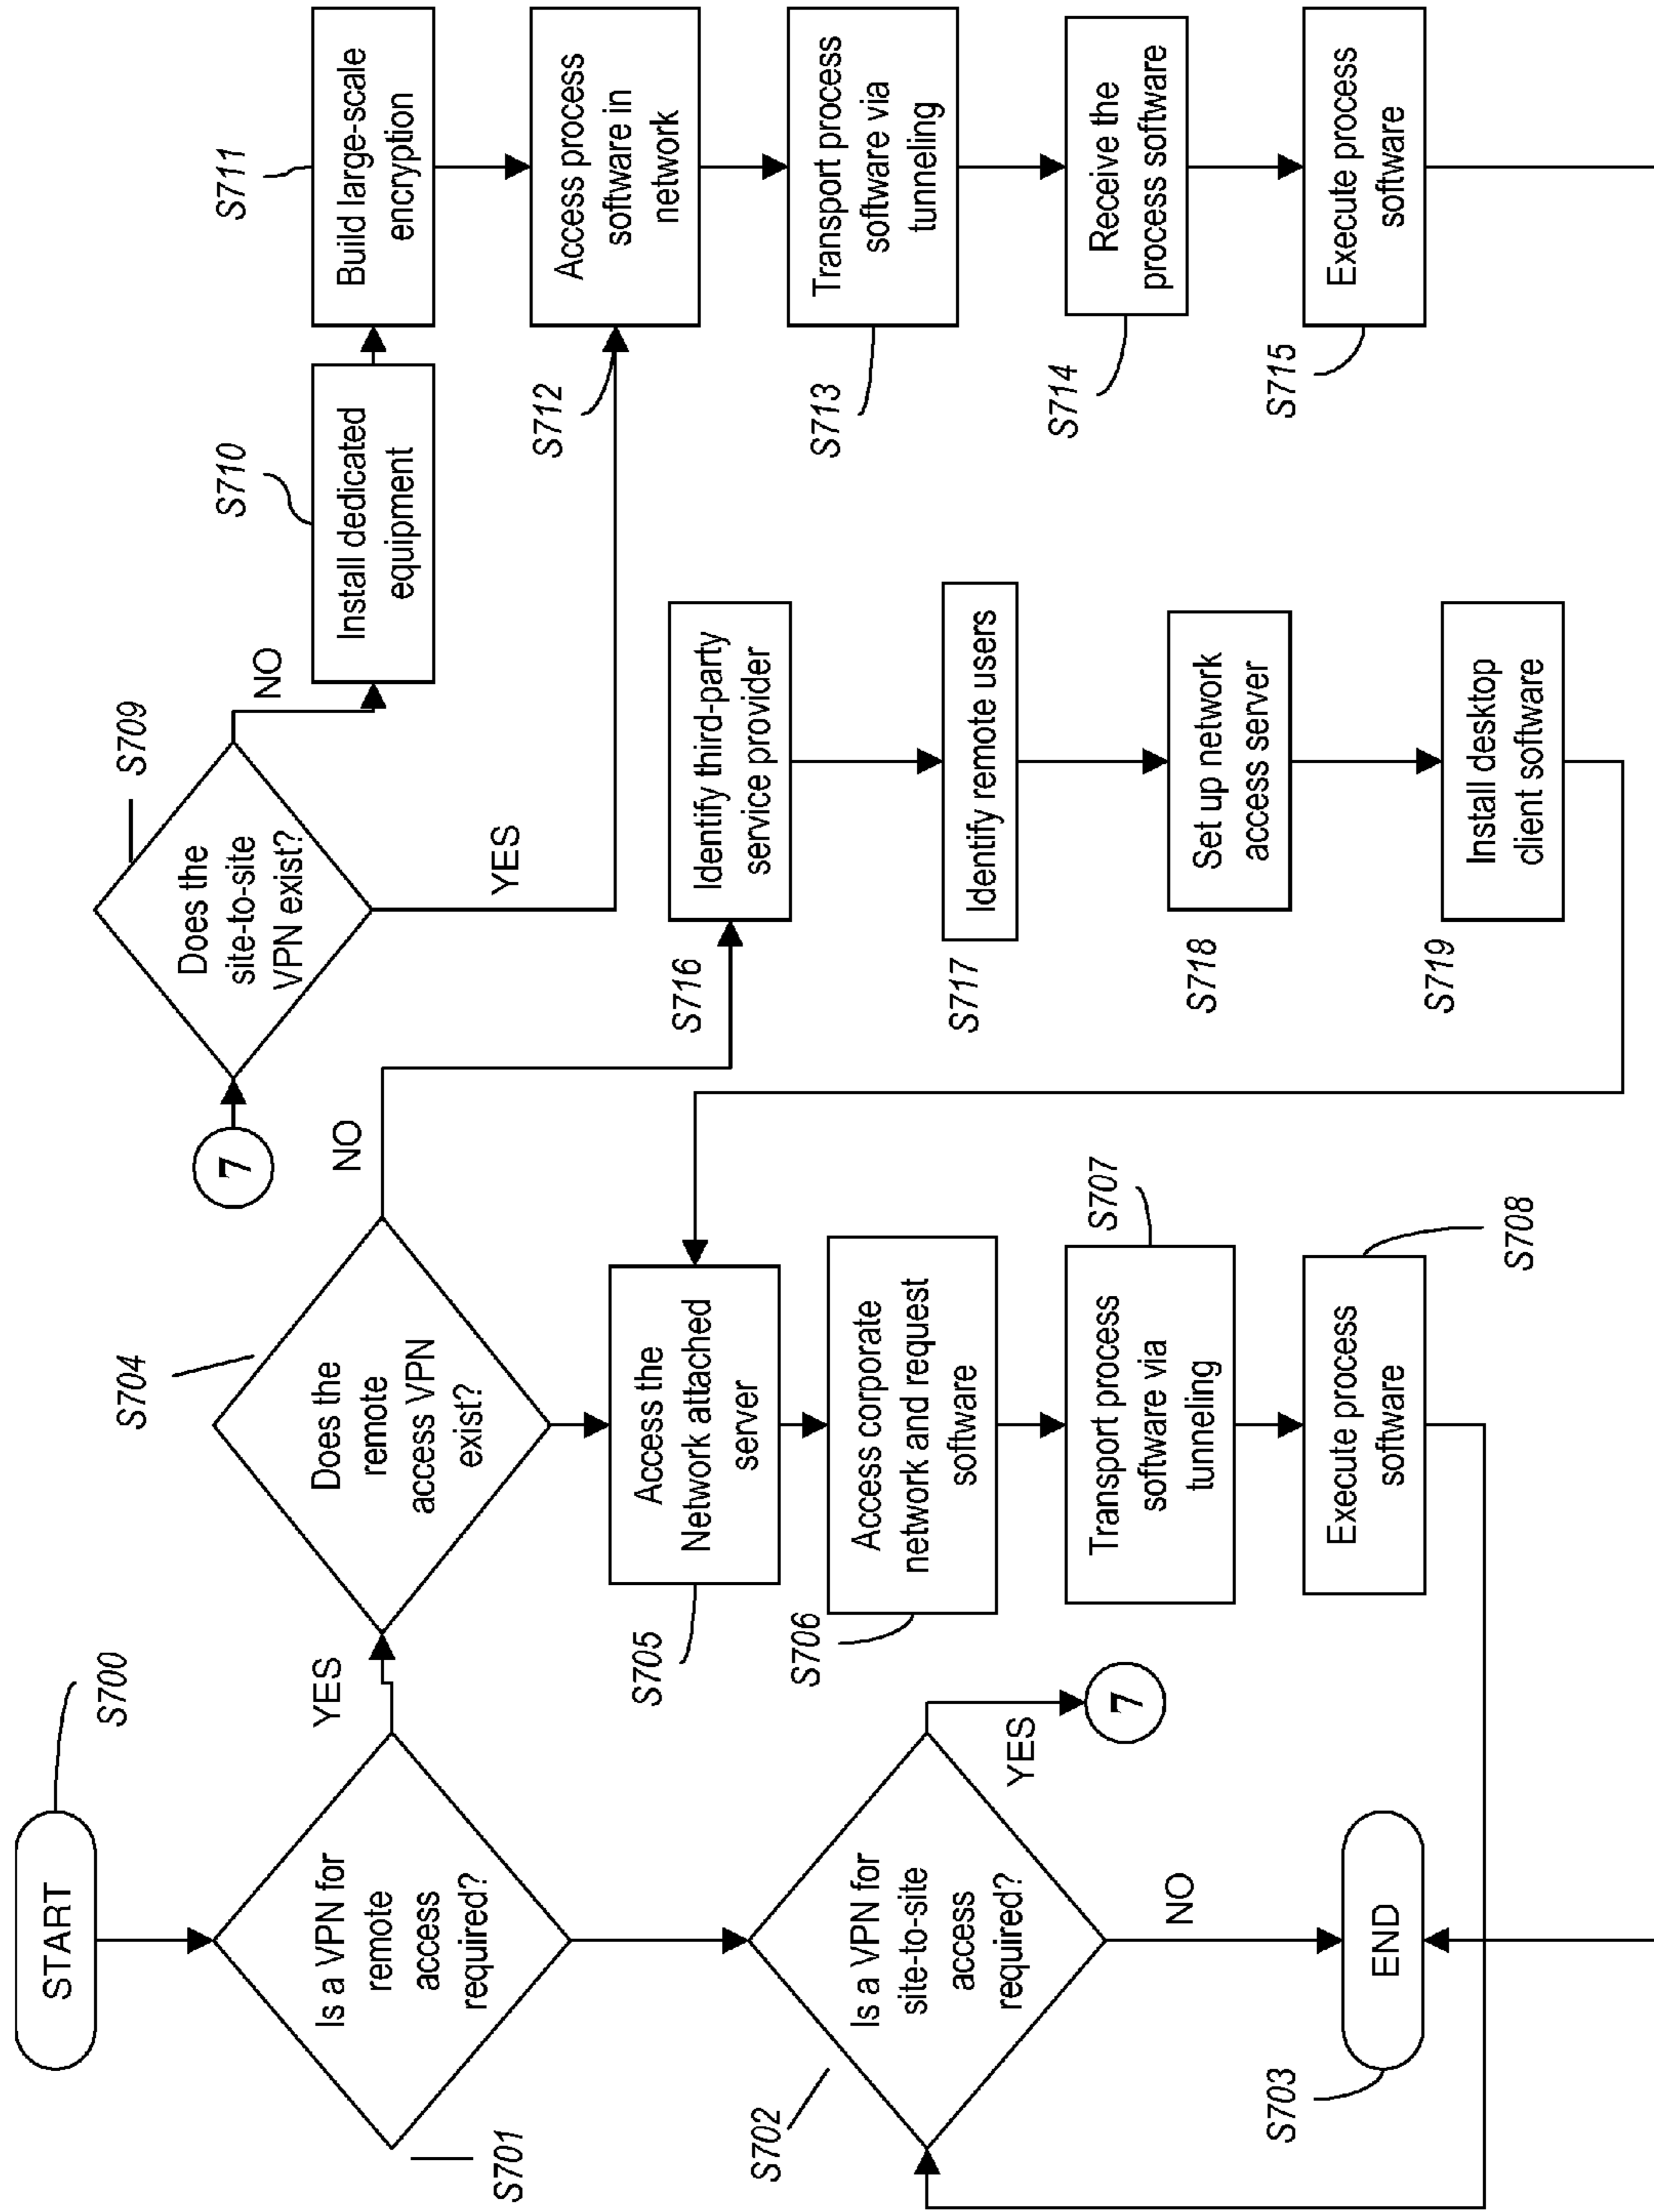 START
S700
Is a VPN for
remote
access
required?
S701
YES
Is a VPN for
site-to-site
access
required?
S702
YES
7
NO
END
S703
Does the
remote
access VPN
exist?
S704
NO
Access the
Network attached
server
S705
Access corporate
network and request
software
S706
Transport process
software via
tunneling
S707
Execute process
software
S708
7
Does the
site-to-site
VPN exist?
S709
NO
YES
Install dedicated
equipment
S710
Build large-scale
encryption
S711
Access process
software in
network
S712
Transport process
software via
tunneling
S713
Receive the
process software
S714
Execute process
software
S715
Identify third-party
service provider
S716
Identify remote users
S717
Set up network
access server
S718
Install desktop
client software
S719